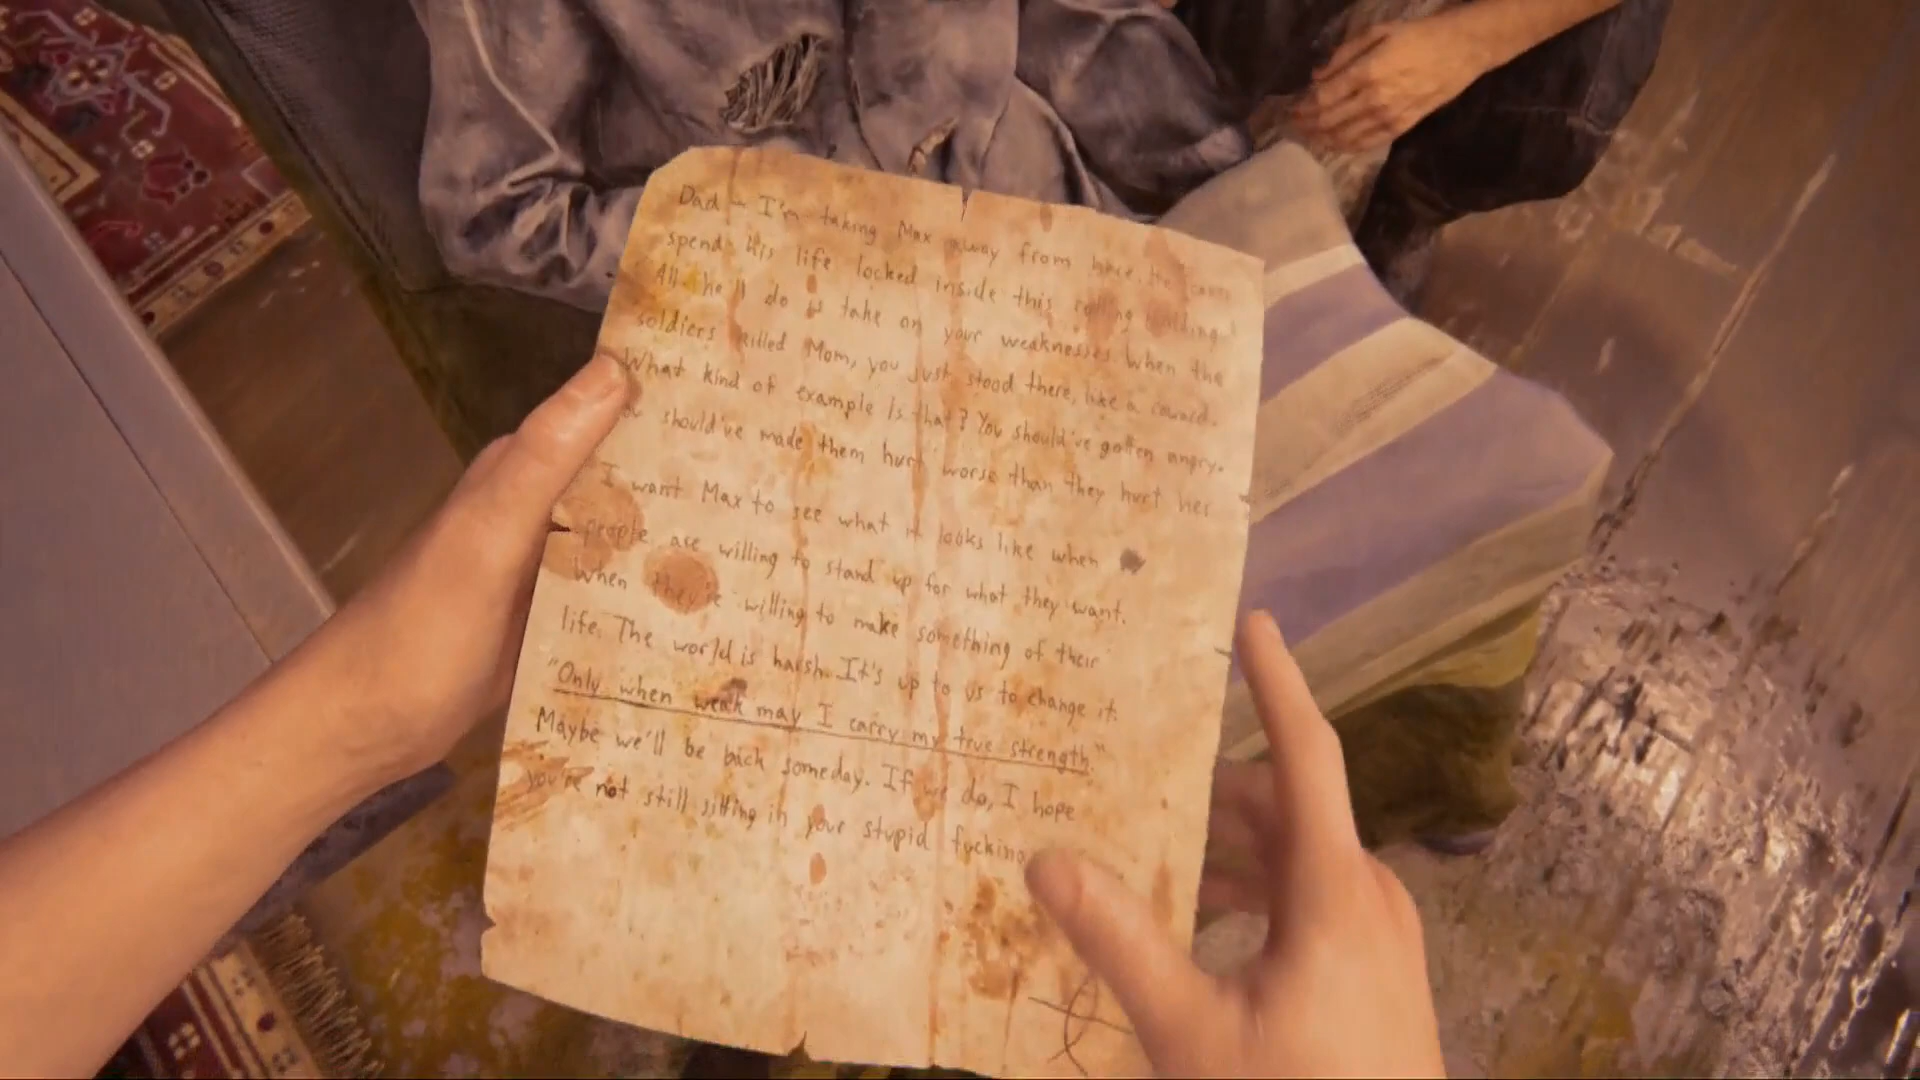 Dad - I'm taking Max away from here. He can't
spend his life locked inside this rotting building.
All he'll do is take on your weaknesses. When the
soldiers killed Mom, you just stood there, like a coward.
What kind of example is that? You should've gotten angry.
You should've made them hurt worse than they hurt her
I want Max to see what it looks like when
people are willing to stand up for what they want.
When they're willing to make something of their
life. The world is harsh. It's up to us to change it.
"Only when weak may I carry my true strength."
Maybe we'll be back someday. If we do, I hope
you're not still sitting in your stupid fucking